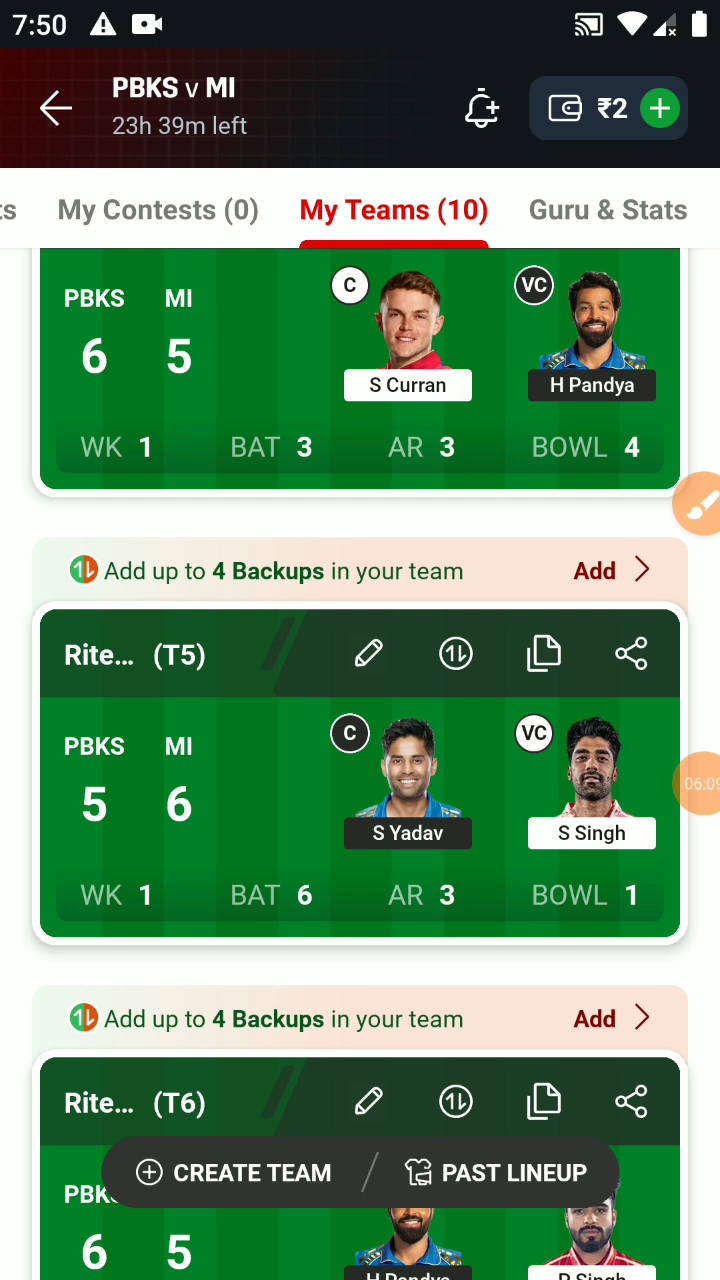 7:50
PBKS v MI
23h 39m left
₹2
ts My Contests (0) My Teams (10) Guru & Stats
PBKS MI C VC
6 5
S Curran H Pandya
WK 1 BAT 3 AR 3 BOWL 4
Add up to 4 Backups in your team Add
Rite... (T5)
PBKS MI C VC
5 6
06:09
S Yadav S Singh
WK 1 BAT 6 AR 3 BOWL 1
Add up to 4 Backups in your team Add
Rite... (T6)
CREATE TEAM / PAST LINEUP
PBK
6 5
H Pandya